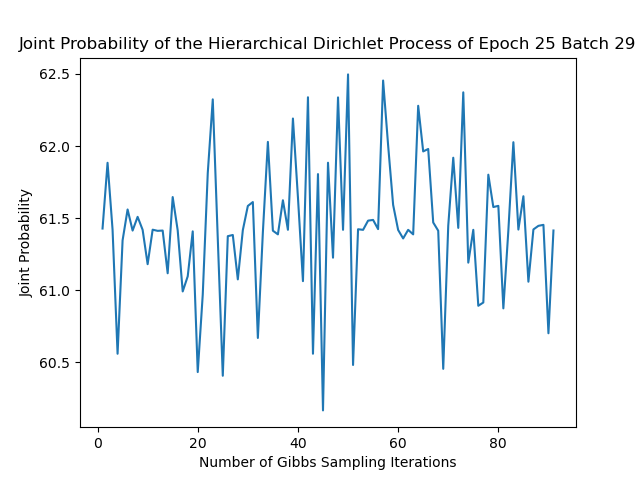 Joint Probability of the Hierarchical Dirichlet Process of Epoch 25 Batch 29
62.5
62.0
61.5
61.0
60.5
Joint Probability
0 20 40 60 80
Number of Gibbs Sampling Iterations